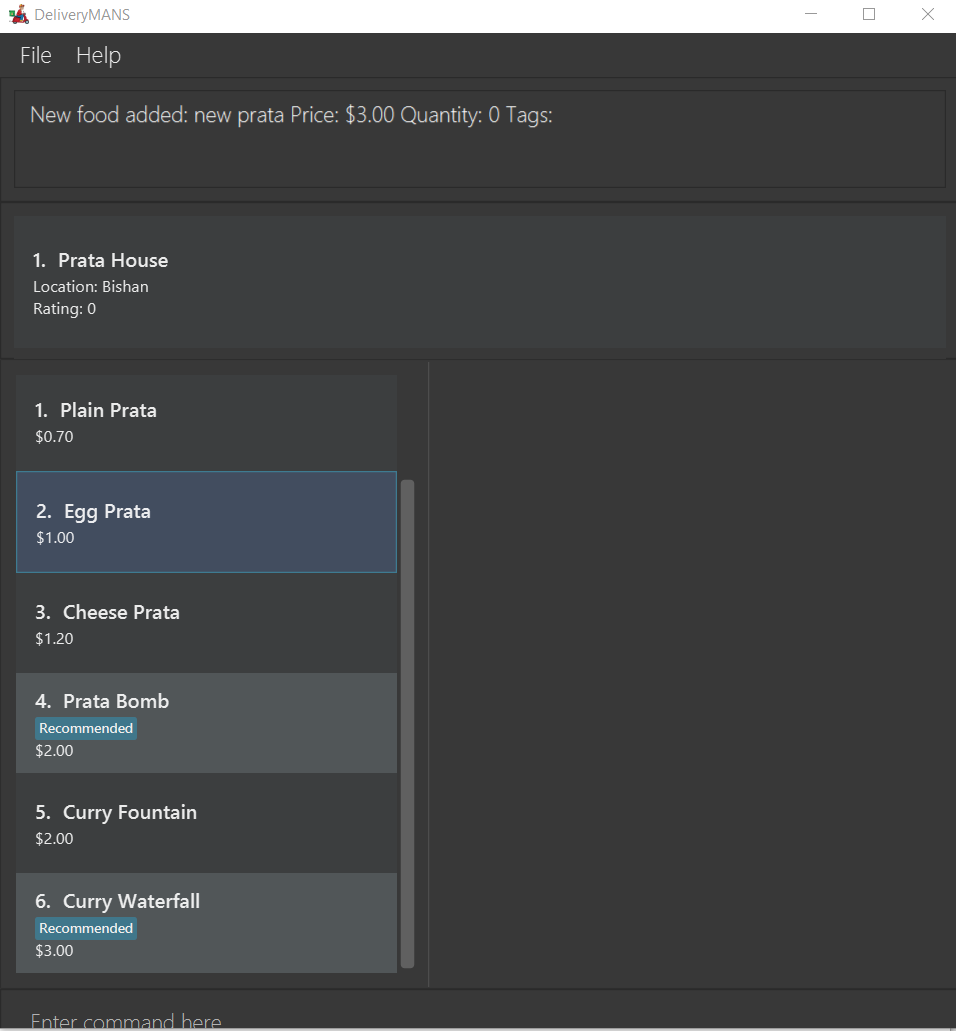 DeliveryMANS
File Help
New food added: new prata Price: $3.00 Quantity: 0 Tags:
1. Prata House
Location: Bishan
Rating: 0
1. Plain Prata
$0.70
2. Egg Prata
$1.00
3. Cheese Prata
$1.20
4. Prata Bomb
Recommended
$2.00
5. Curry Fountain
$2.00
6. Curry Waterfall
Recommended
$3.00
Enter command here